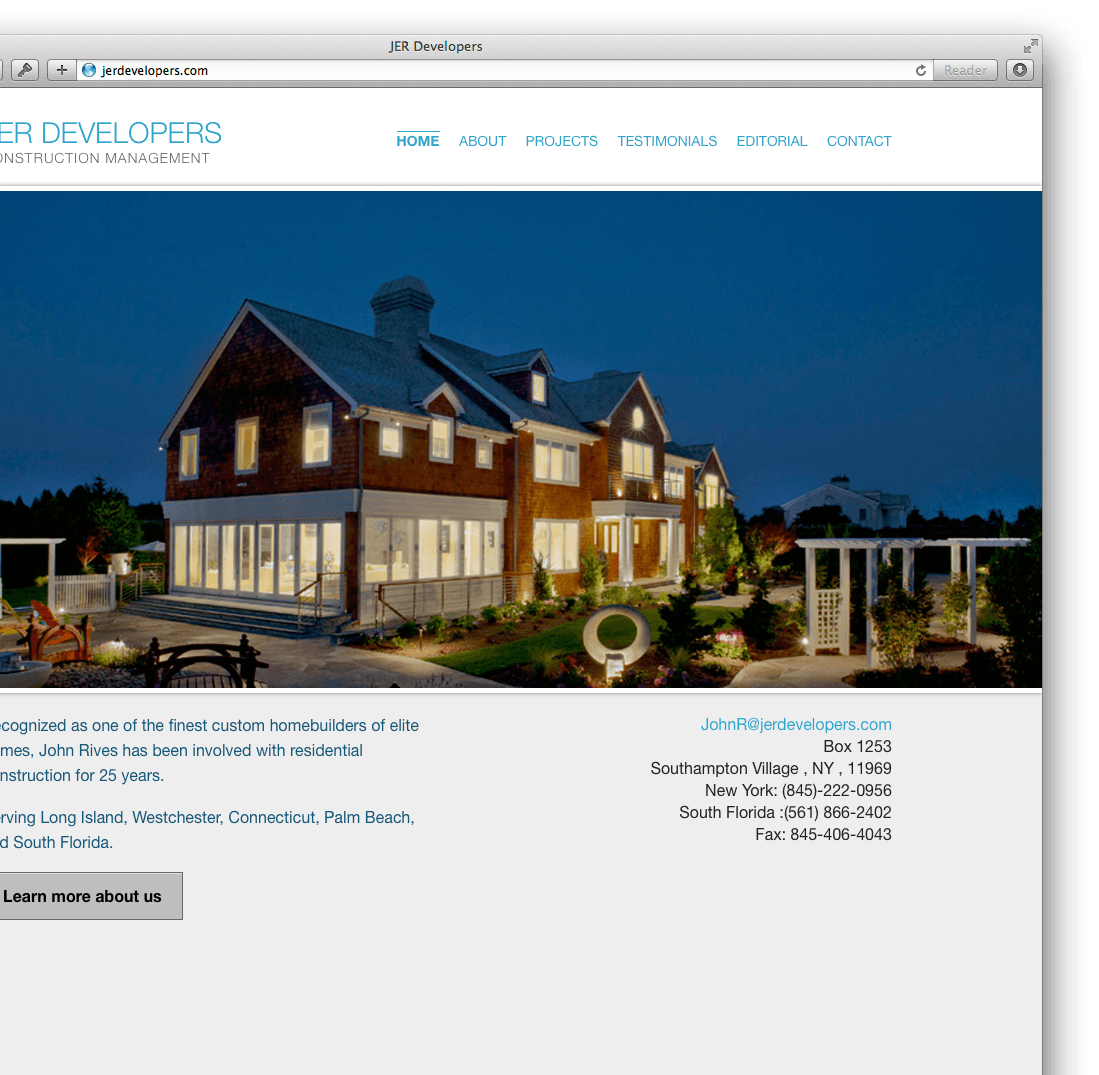 JER Developers
jerdevelopers.com
Reader
ER DEVELOPERS
ONSTRUCTION MANAGEMENT
HOME ABOUT PROJECTS TESTIMONIALS EDITORIAL CONTACT
cognized as one of the finest custom homebuilders of elite
mes, John Rives has been involved with residential
nstruction for 25 years.
rving Long Island, Westchester, Connecticut, Palm Beach,
d South Florida.
Learn more about us
JohnR@jerdevelopers.com
Box 1253
Southampton Village , NY , 11969
New York: (845)-222-0956
South Florida :(561) 866-2402
Fax: 845-406-4043